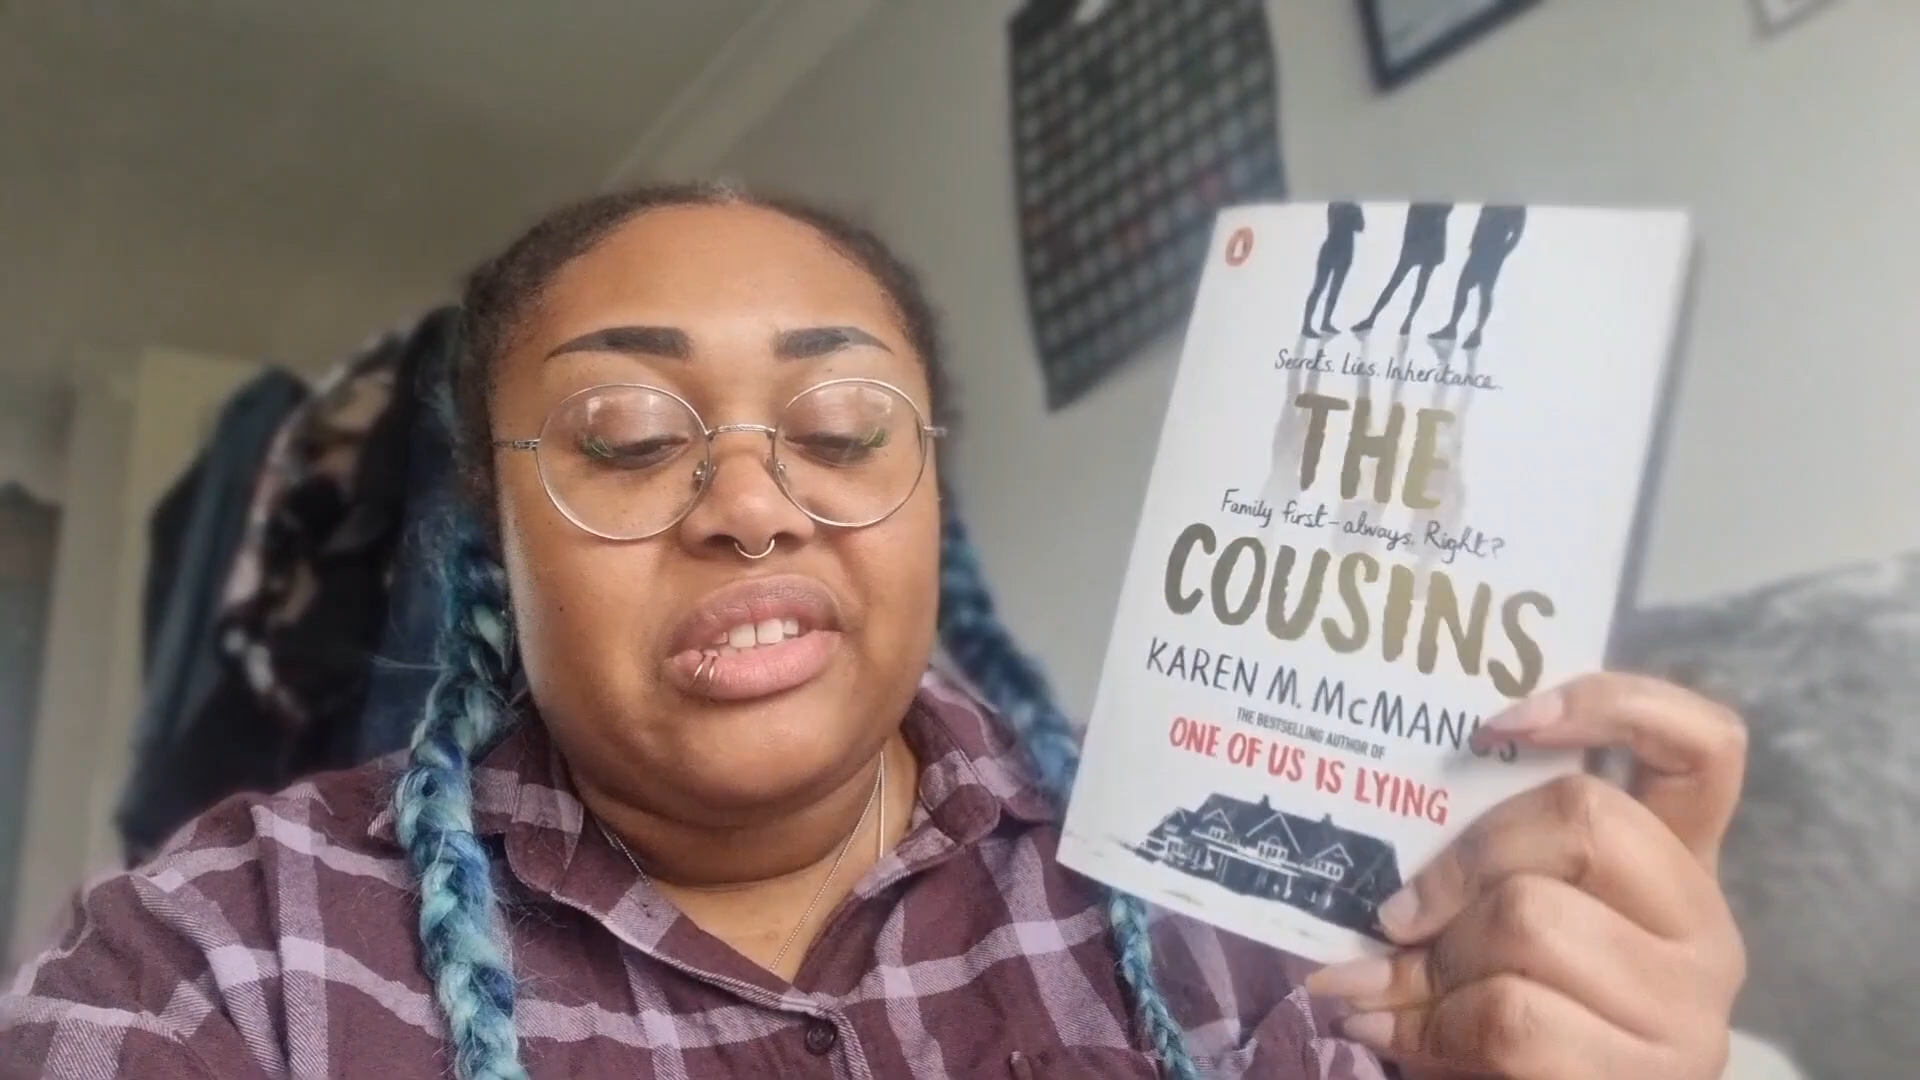 Secrets. Lies. Inheritance.
THE
Family first - always. Right?
COUSINS
KAREN M. McMANUS
THE BESTSELLING AUTHOR OF
ONE OF US IS LYING